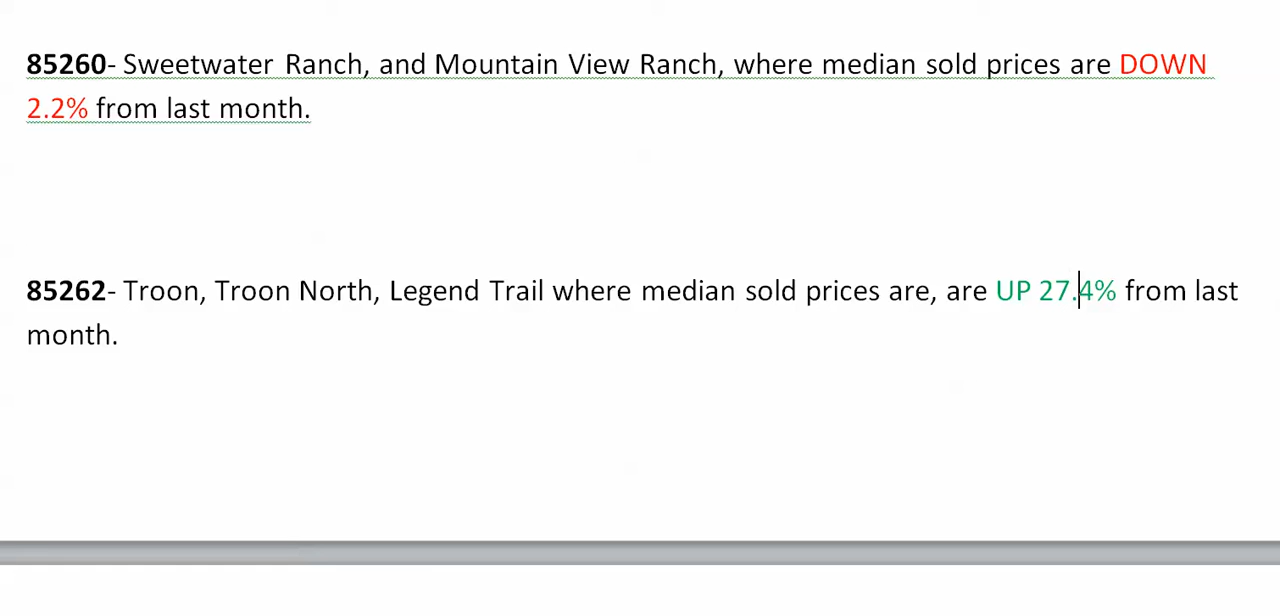 85260- Sweetwater Ranch, and Mountain View Ranch, where median sold prices are DOWN
2.2% from last month.
85262- Troon, Troon North, Legend Trail where median sold prices are, are UP 27.4% from last
month.